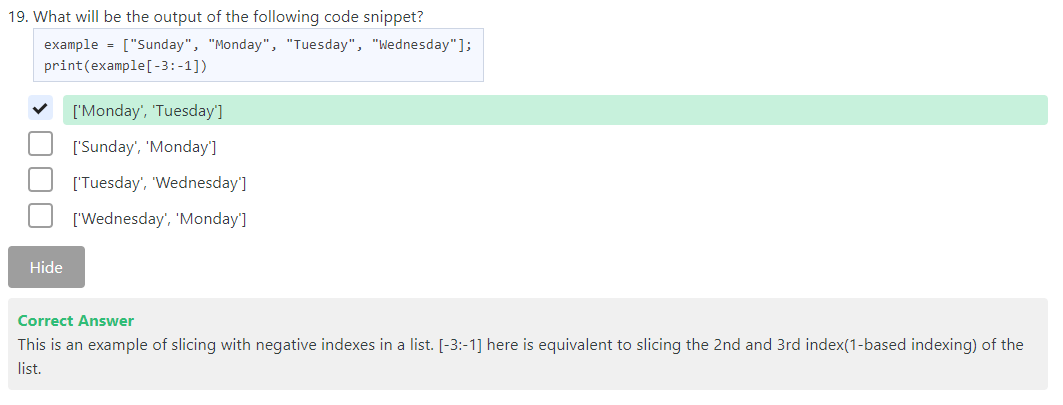 19. What will be the output of the following code snippet?
example = ["Sunday", "Monday", "Tuesday", "Wednesday"];
print(example[-3:-1])
['Monday', 'Tuesday']
['Sunday', 'Monday']
['Tuesday', 'Wednesday']
['Wednesday', 'Monday']
Hide
Correct Answer
This is an example of slicing with negative indexes in a list. [-3:-1] here is equivalent to slicing the 2nd and 3rd index(1-based indexing) of the
list.